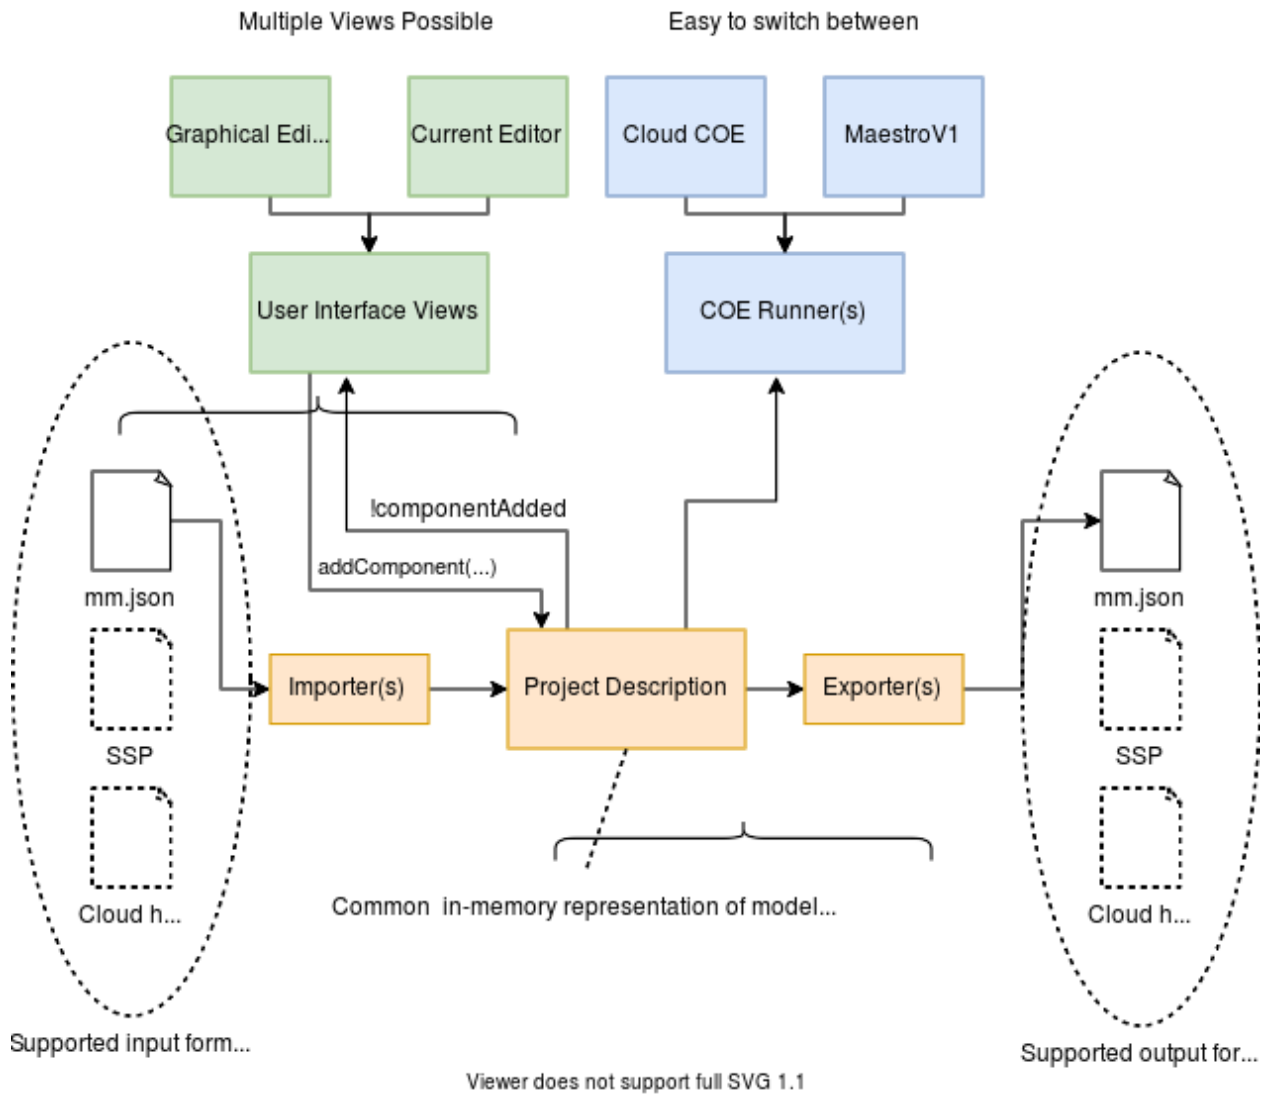 Multiple Views Possible
Easy to switch between
Graphical Edi...
Current Editor
Cloud COE
MaestroV1
User Interface Views
COE Runner(s)
!componentAdded
addComponent(...)
mm.json
mm.json
Importer(s)
Project Description
Exporter(s)
SSP
SSP
Cloud h...
Common  in-memory representation of model...
Cloud h...
Supported input form...
Supported output for...
Viewer does not support full SVG 1.1